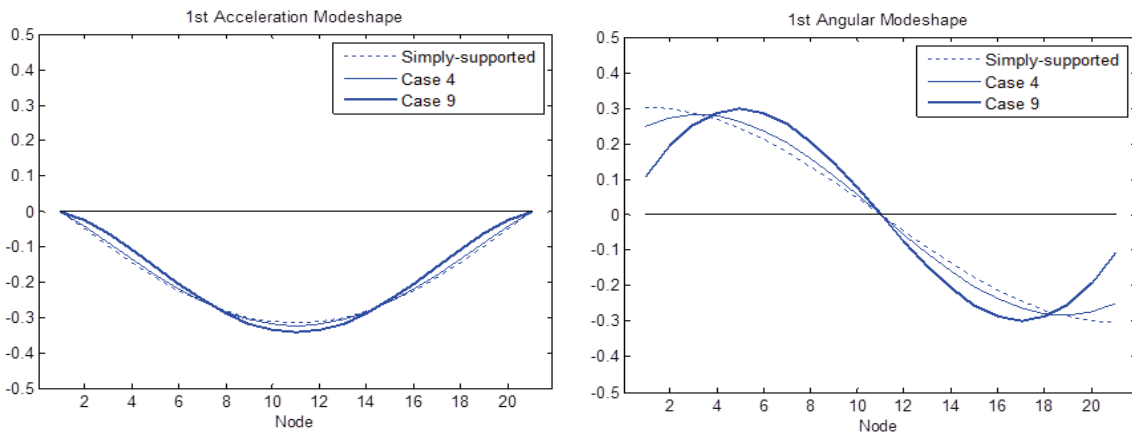 1st Acceleration Modeshape
0.5
0.4
0.3
0.2
0.1
0
-0.1
-0.2
-0.3
-0.4
-0.5
Simply-supported
Case 4
Case 9
2 4 6 8 10 12 14 16 18 20
Node
1st Angular Modeshape
0.5
0.4
0.3
0.2
0.1
0
-0.1
-0.2
-0.3
-0.4
-0.5
Simply-supported
Case 4
Case 9
2 4 6 8 10 12 14 16 18 20
Node